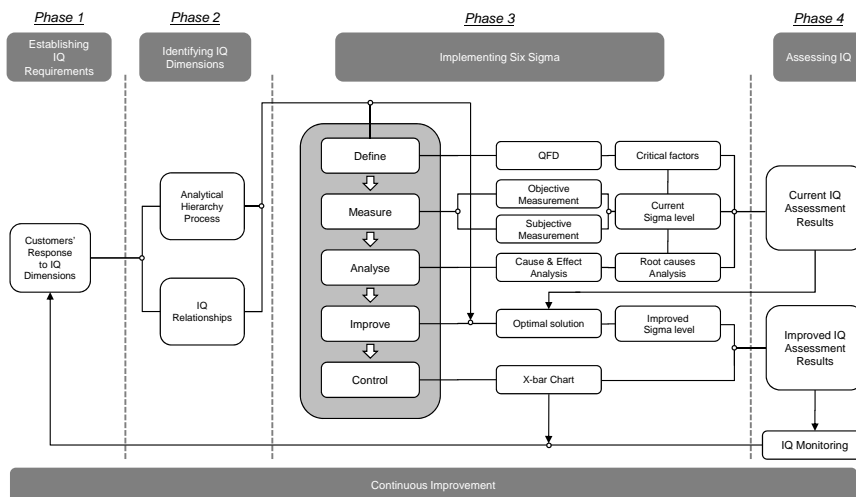 Phase 1
Phase 2
Phase 3
Phase 4
Establishing
IQ
Requirements
Identifying IQ
Dimensions
Implementing Six Sigma
Assessing IQ
Define
QFD
Critical factors
Analytical
Hierarchy
Process
Measure
Objective
Measurement
Subjective
Measurement
Current
Sigma level
Current IQ
Assessment
Results
Customers'
Response
to IQ
Dimensions
Analyse
Cause & Effect
Analysis
Root causes
Analysis
IQ
Relationships
Improve
Optimal solution
Improved
Sigma level
Improved IQ
Assessment
Results
Control
X-bar Chart
IQ Monitoring
Continuous Improvement